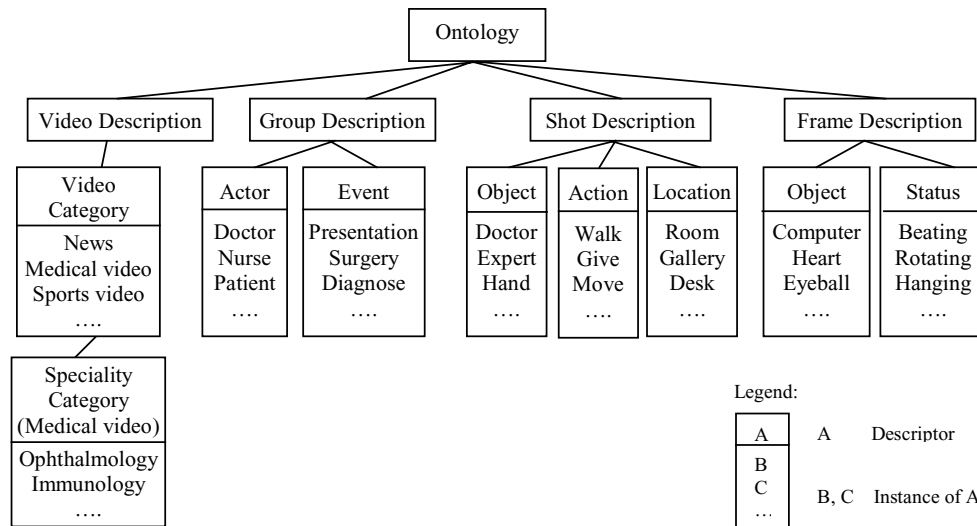 Ontology
Video Description
Group Description
Shot Description
Frame Description
Video
Category
News
Medical video
Sports video
....
Speciality
Category
(Medical video)
Ophthalmology
Immunology
....
Actor
Doctor
Nurse
Patient
....
Event
Presentation
Surgery
Diagnose
....
Object
Doctor
Expert
Hand
....
Action
Walk
Give
Move
....
Location
Room
Gallery
Desk
....
Object
Computer
Heart
Eyeball
....
Status
Beating
Rotating
Hanging
....
Legend:
A
B
C
...
A Descriptor
B, C Instance of A